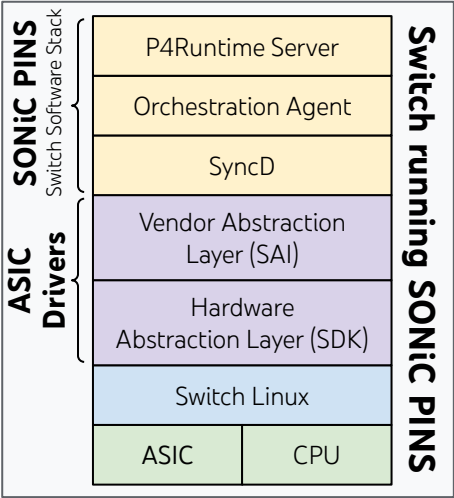 SONiC PINS
Switch Software Stack
P4Runtime Server
Orchestration Agent
SyncD
ASIC
Drivers
Vendor Abstraction
Layer (SAI)
Hardware
Abstraction Layer (SDK)
Switch Linux
ASIC
CPU
Switch running SONiC PINS